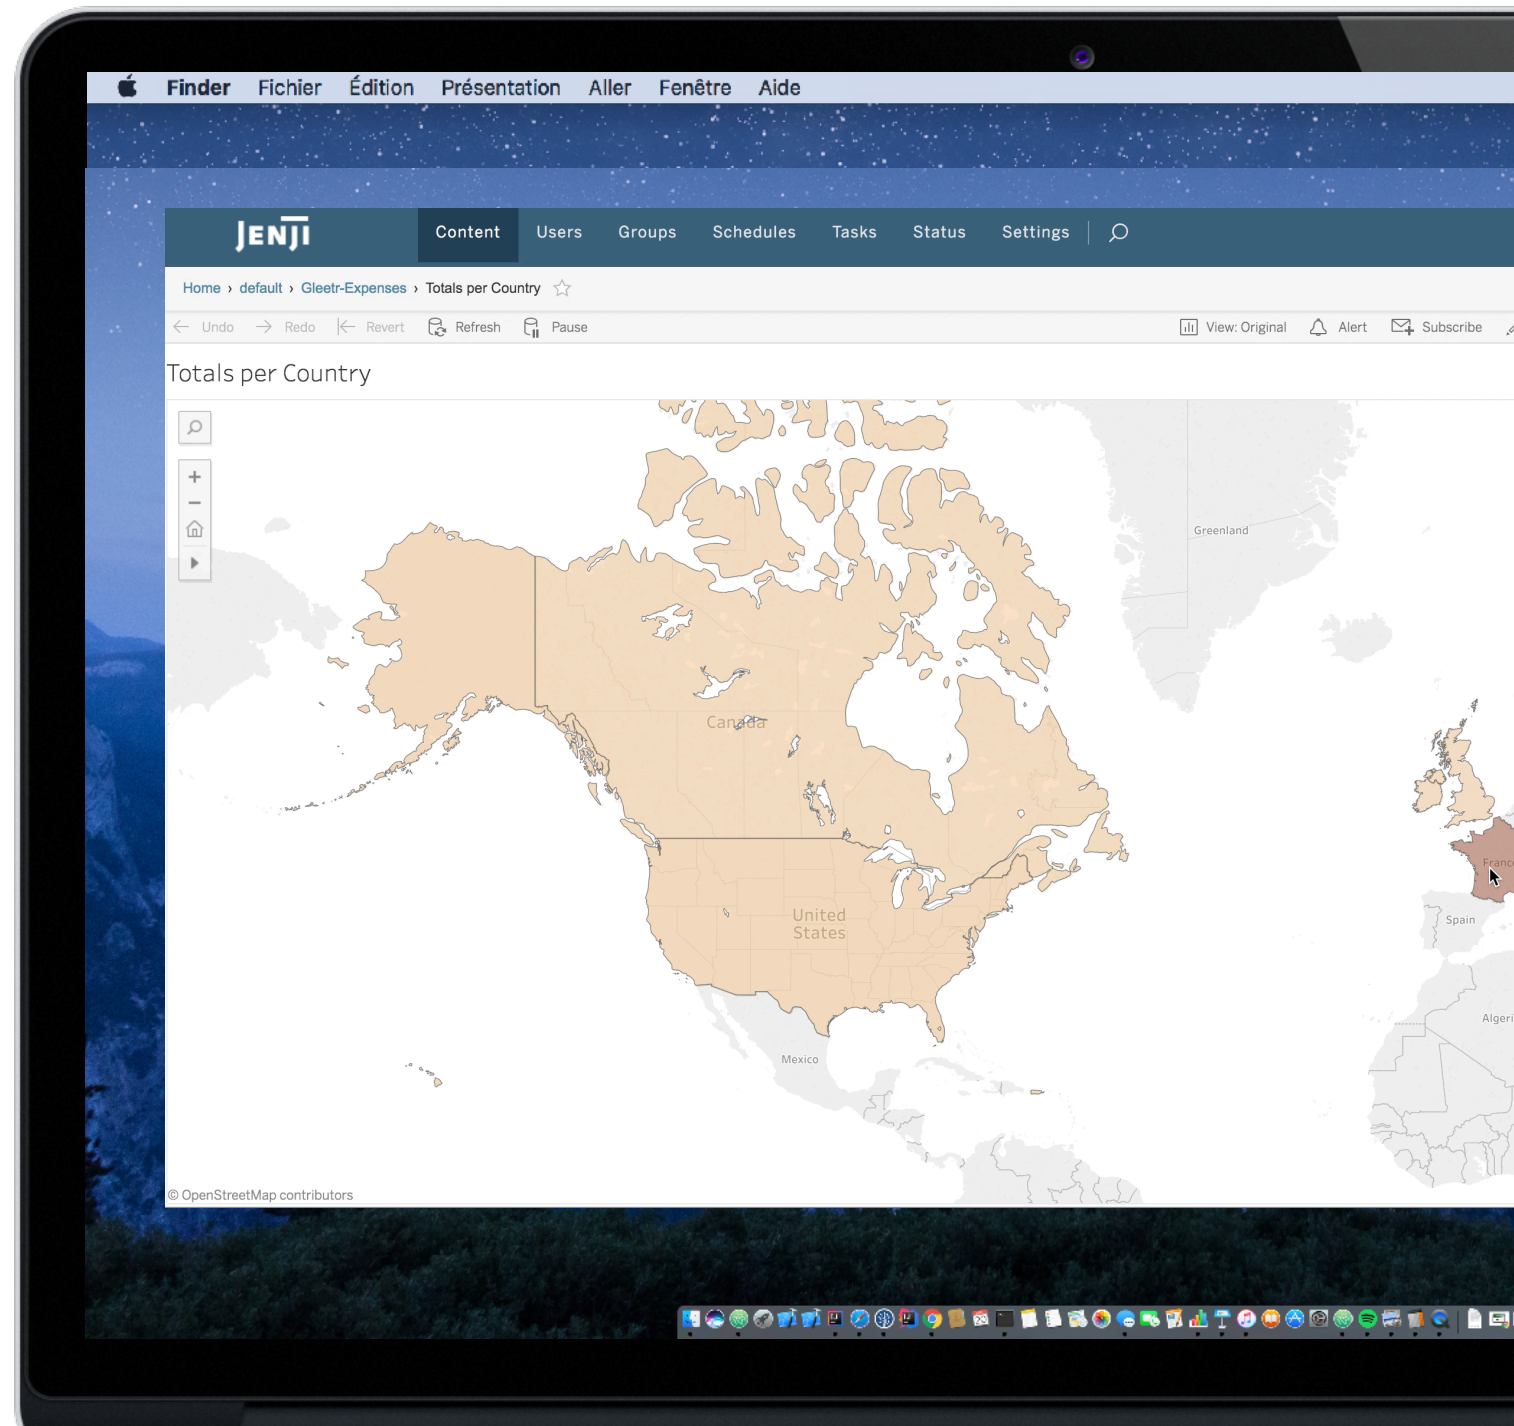 Finder Fichier Édition Présentation Aller Fenêtre Aide
JENJI Content Users Groups Schedules Tasks Status Settings
Home › default › Gleetr-Expenses › Totals per Country
Undo Redo Revert Refresh Pause View: Original Alert Subscribe
Totals per Country
Greenland
Canada
France
United
States
Spain
Algeri
Mexico
© OpenStreetMap contributors